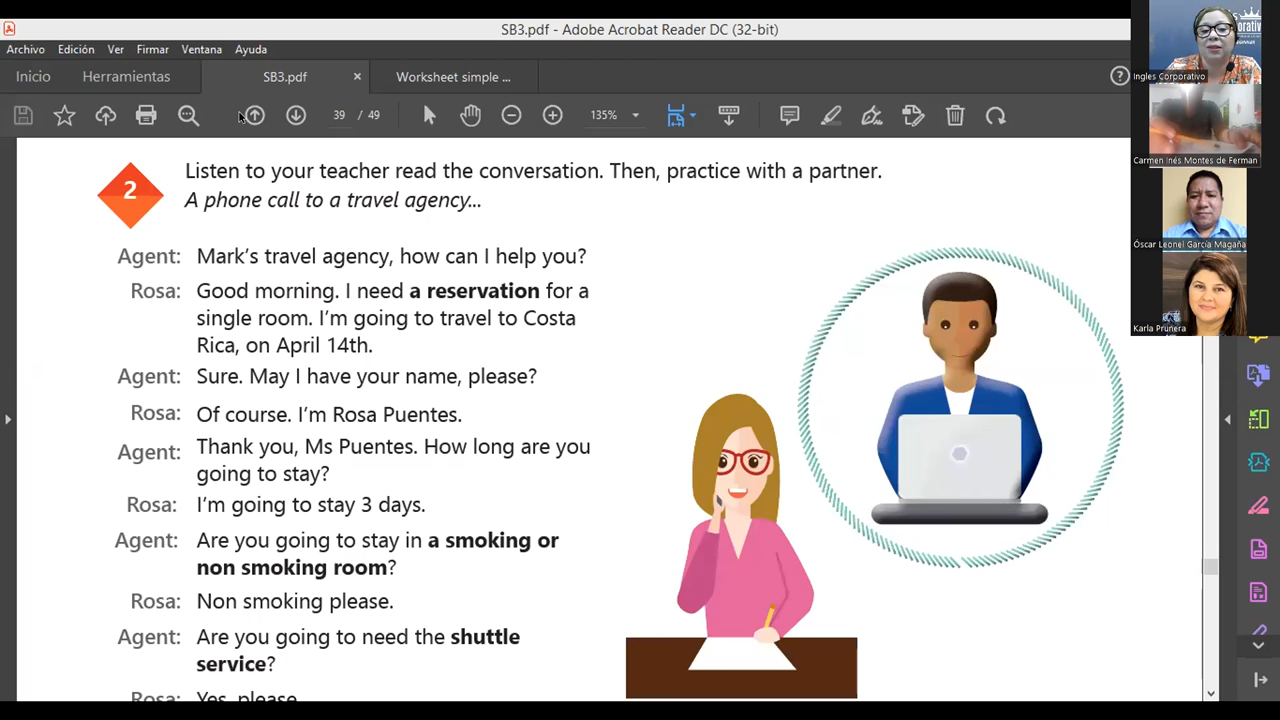 SB3.pdf - Adobe Acrobat Reader DC (32-bit)
Archivo Edición Ver Firmar Ventana Ayuda
Inicio Herramientas SB3.pdf × Worksheet simple ...
39 / 49 135%
2
Listen to your teacher read the conversation. Then, practice with a partner.
A phone call to a travel agency...
Agent: Mark's travel agency, how can I help you?
Rosa: Good morning. I need a reservation for a
single room. I'm going to travel to Costa
Rica, on April 14th.
Agent: Sure. May I have your name, please?
Rosa: Of course. I'm Rosa Puentes.
Agent: Thank you, Ms Puentes. How long are you
going to stay?
Rosa: I'm going to stay 3 days.
Agent: Are you going to stay in a smoking or
non smoking room?
Rosa: Non smoking please.
Agent: Are you going to need the shuttle
service?
Rosa: Yes, please.
Ingles Corporativo
Carmen Inés Montes de Ferman
Óscar Leonel García Magaña
Karla Prunera